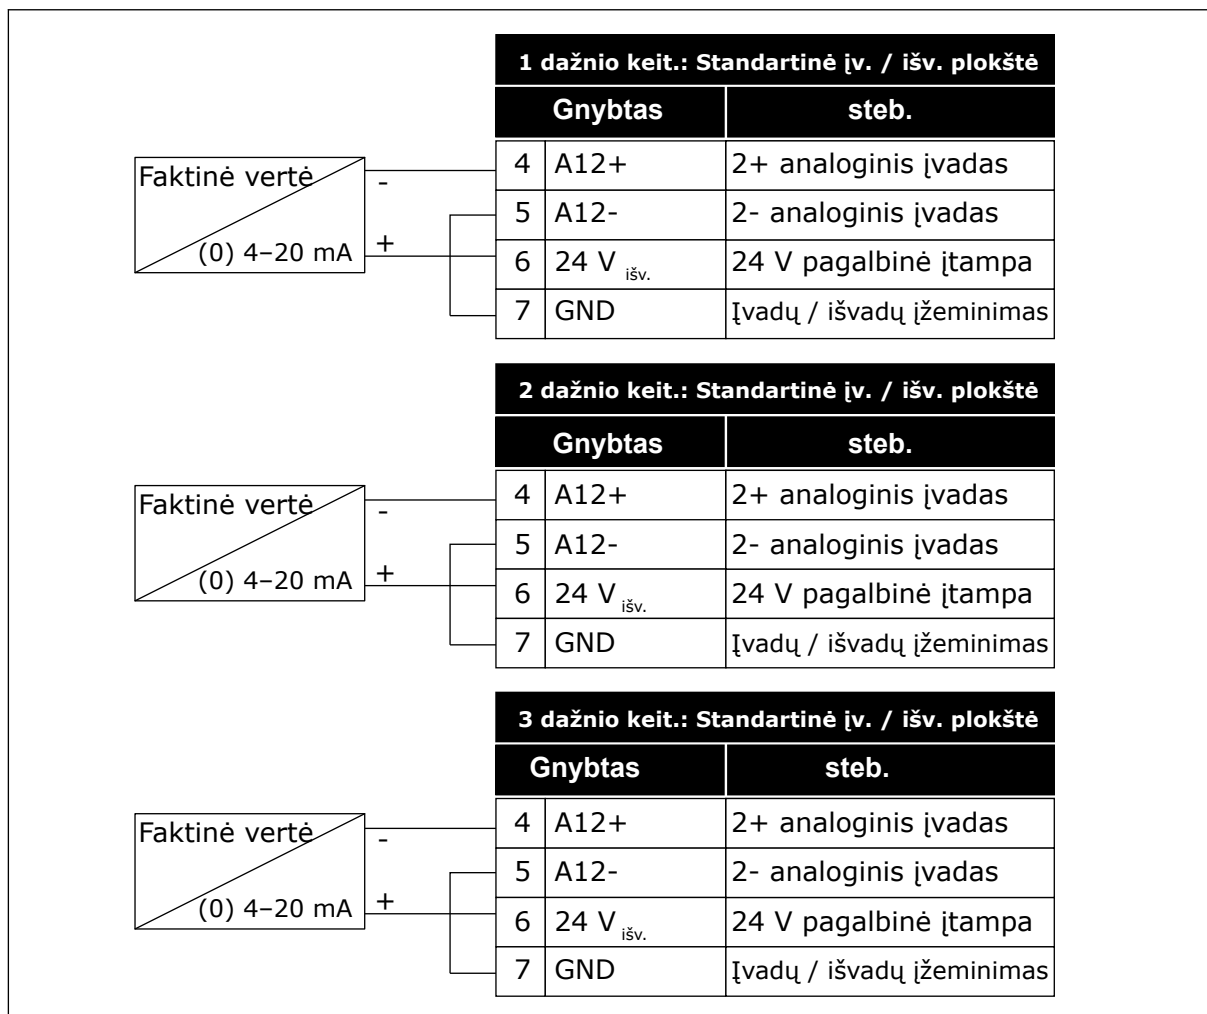 1 dažnio keit.: Standartinė įv. / išv. plokštė
Gnybtas steb.
Faktinė vertė
-
+
(0) 4–20 mA
4 A12+ 2+ analoginis įvadas
5 A12- 2- analoginis įvadas
6 24 V išv. 24 V pagalbinė įtampa
7 GND Įvadų / išvadų įžeminimas
2 dažnio keit.: Standartinė įv. / išv. plokštė
Gnybtas steb.
Faktinė vertė
-
+
(0) 4–20 mA
4 A12+ 2+ analoginis įvadas
5 A12- 2- analoginis įvadas
6 24 V išv. 24 V pagalbinė įtampa
7 GND Įvadų / išvadų įžeminimas
3 dažnio keit.: Standartinė įv. / išv. plokštė
Gnybtas steb.
Faktinė vertė
-
+
(0) 4–20 mA
4 A12+ 2+ analoginis įvadas
5 A12- 2- analoginis įvadas
6 24 V išv. 24 V pagalbinė įtampa
7 GND Įvadų / išvadų įžeminimas